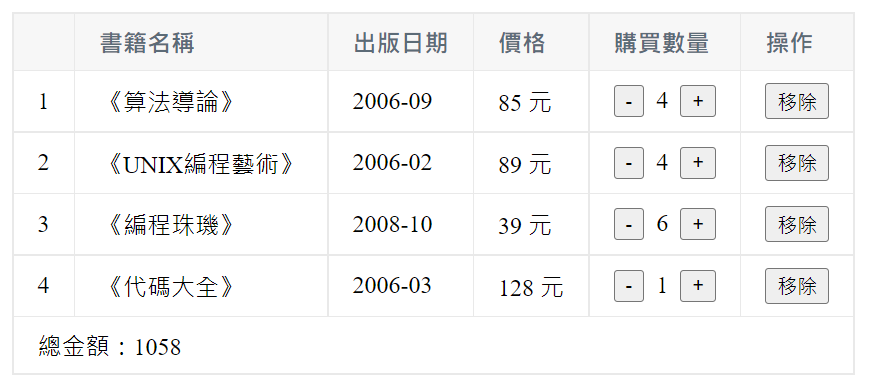 書籍名稱 出版日期 價格 購買數量 操作
1 《算法導論》 2006-09 85 元 - 4 + 移除
2 《UNIX編程藝術》 2006-02 89 元 - 4 + 移除
3 《編程珠璣》 2008-10 39 元 - 6 + 移除
4 《代碼大全》 2006-03 128 元 - 1 + 移除
總金額：1058